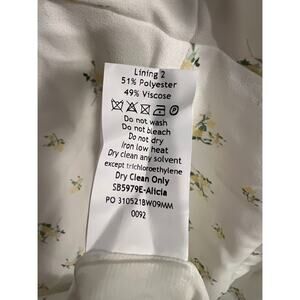 Lining 2
51% Polyester
49% Viscose
Do not wash
Do not bleach
Do not dry
Iron low heat
Dry clean any solvent
except trichloroethylene
Dry Clean Only
SB5979E-Alicia
PO 310521BW09MM
0092